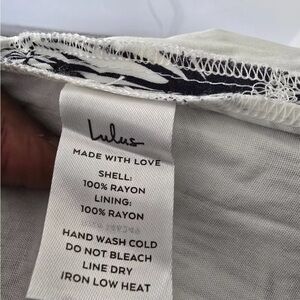 Lulus
MADE WITH LOVE
SHELL:
100% RAYON
LINING:
100% RAYON
HAND WASH COLD
DO NOT BLEACH
LINE DRY
IRON LOW HEAT